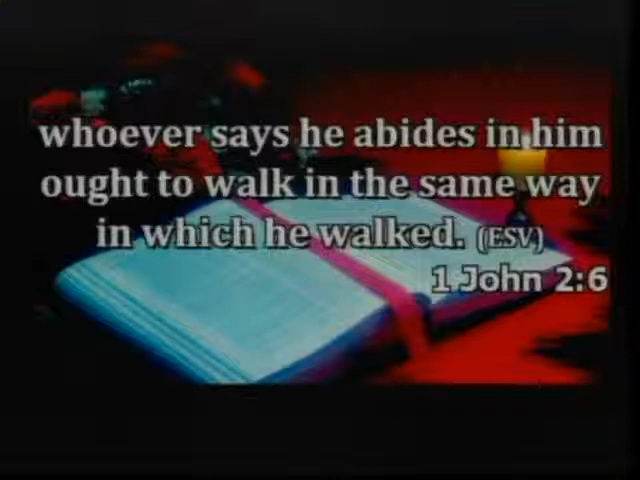 whoever says he abides in him
ought to walk in the same way
in which he walked. (ESV)
1 John 2:6